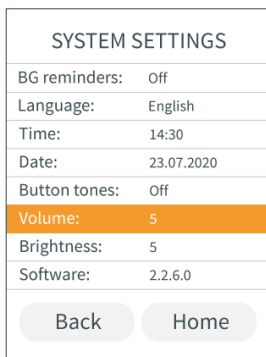 SYSTEM SETTINGS
BG reminders: Off
Language: English
Time: 14:30
Date: 23.07.2020
Button tones: Off
Volume: 5
Brightness: 5
Software: 2.2.6.0
Back Home